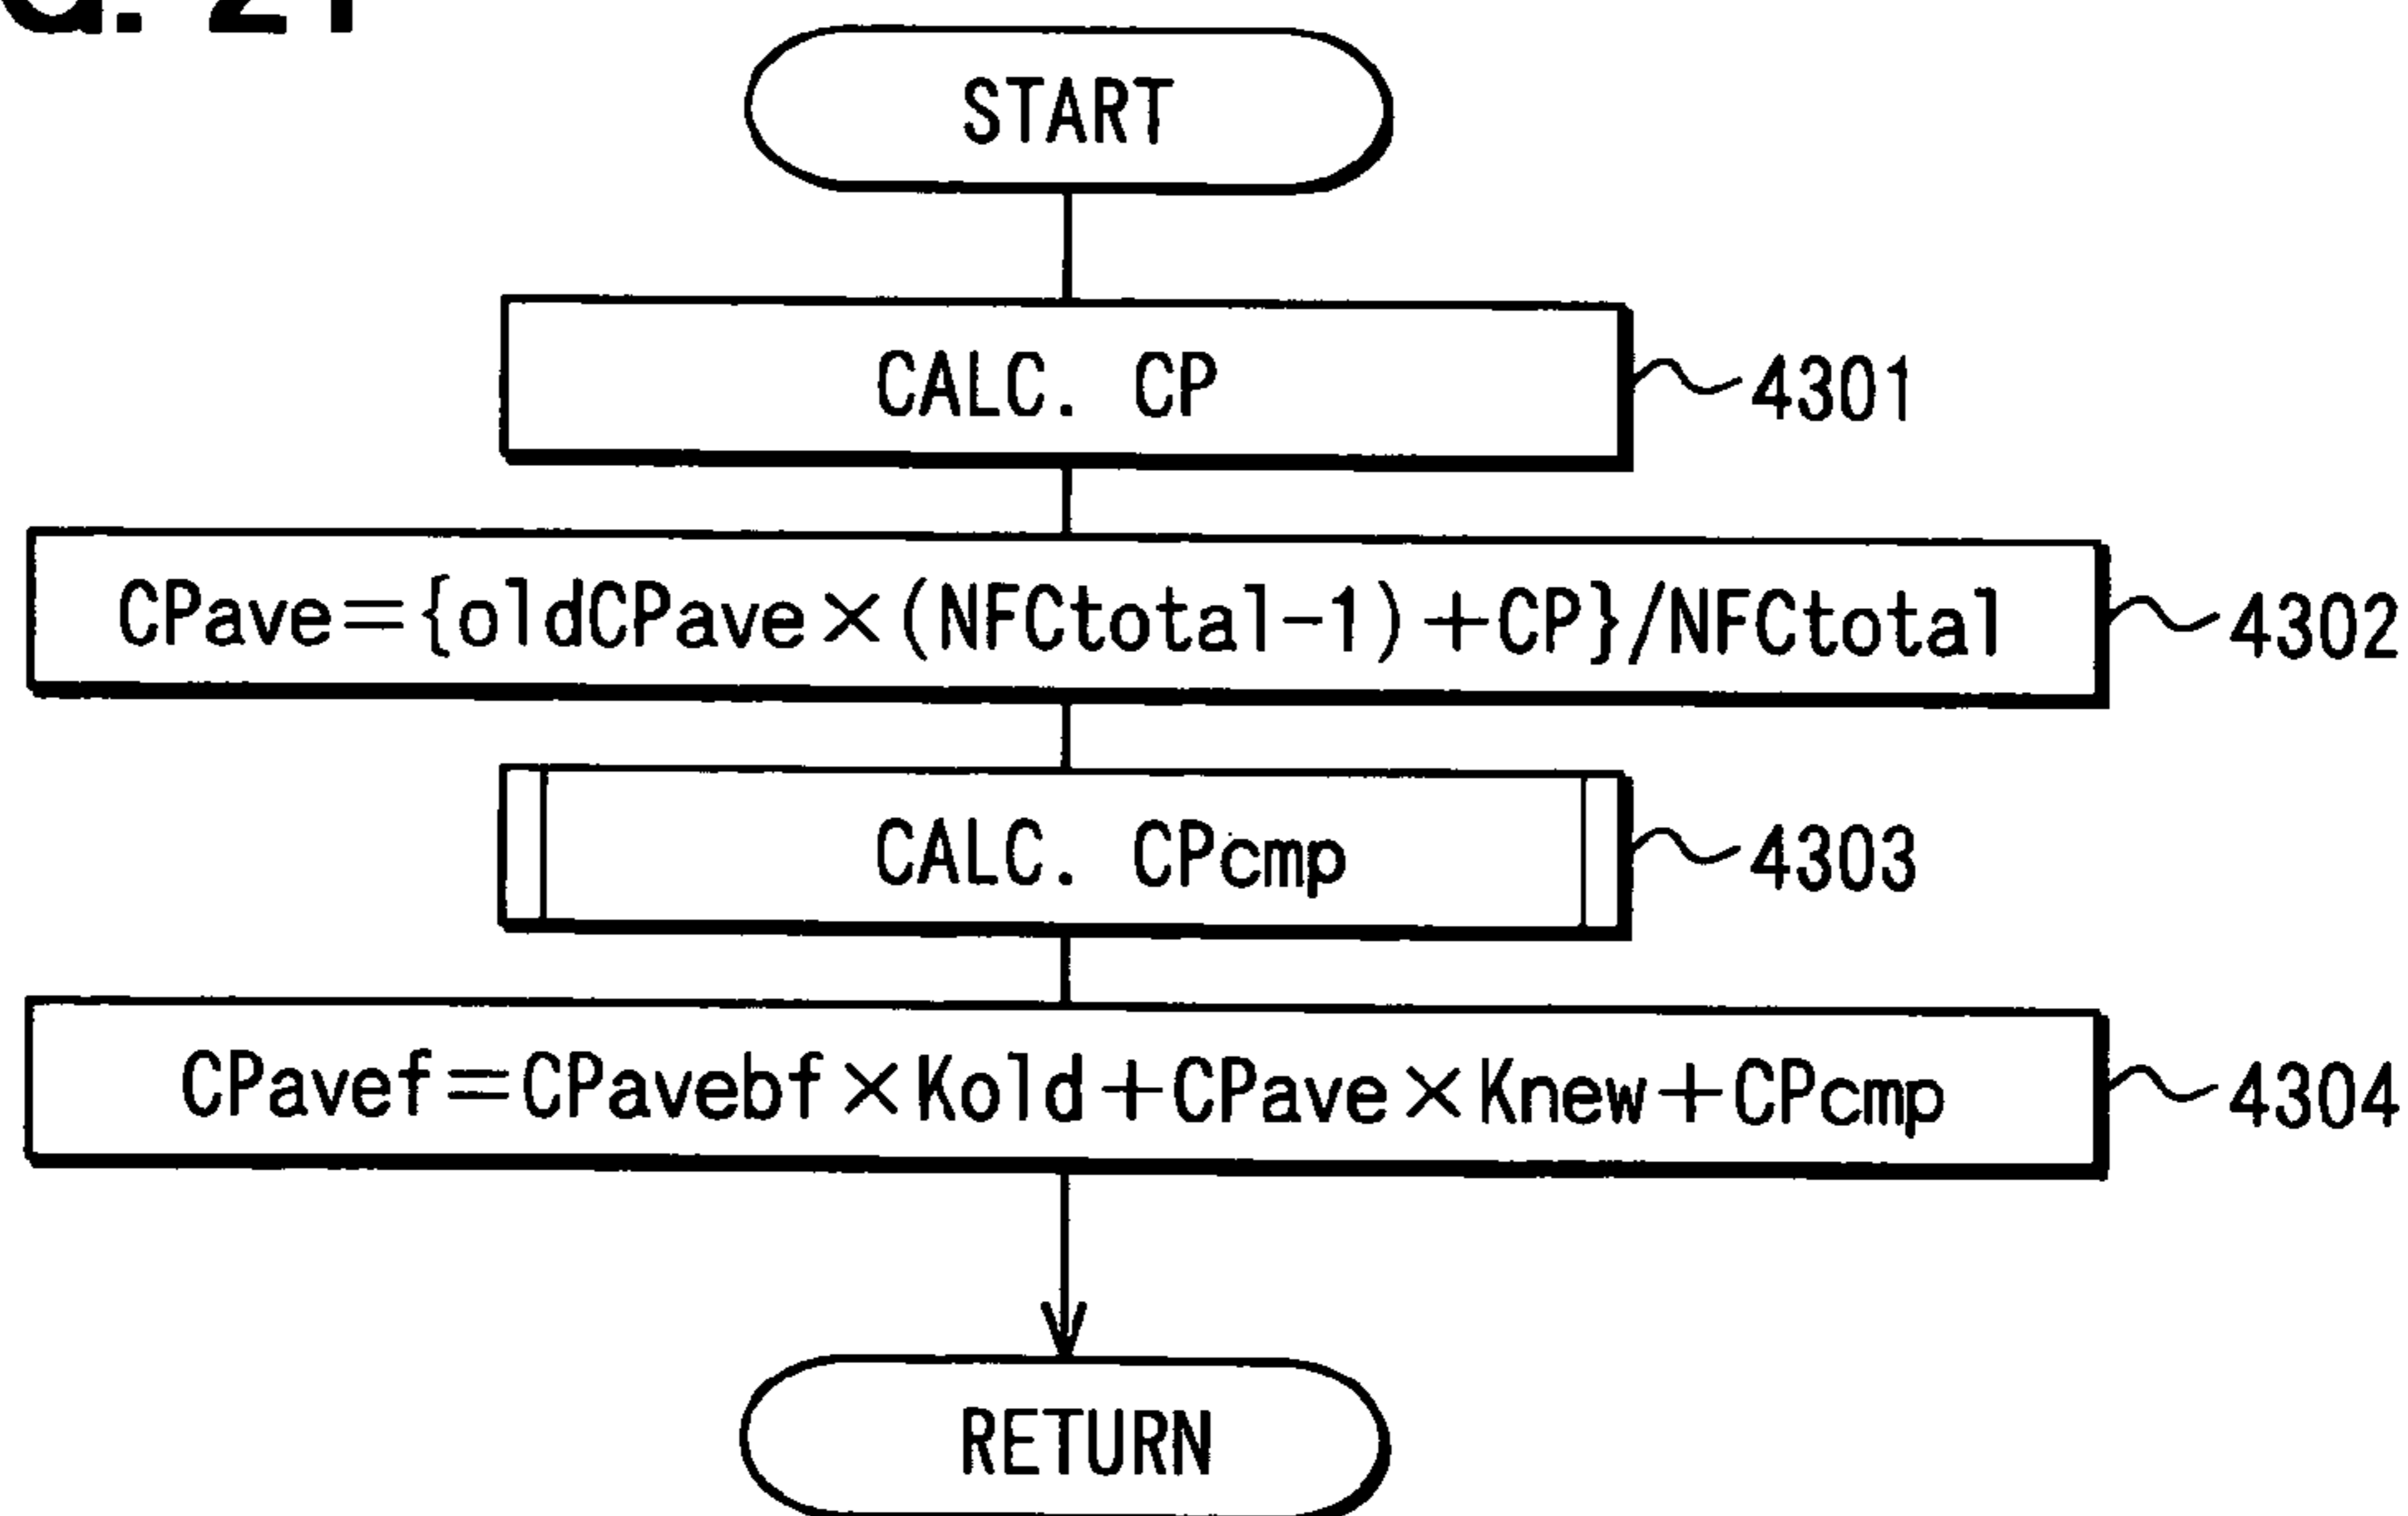 G. 21
START
CALC. CP
4301
CPave={oldCPave×(NFCtotal-1)+CP}/NFCtotal
4302
CALC. CPcmp
4303
CPavef=CPavebf×Kold+CPave×Knew+CPcmp
4304
RETURN